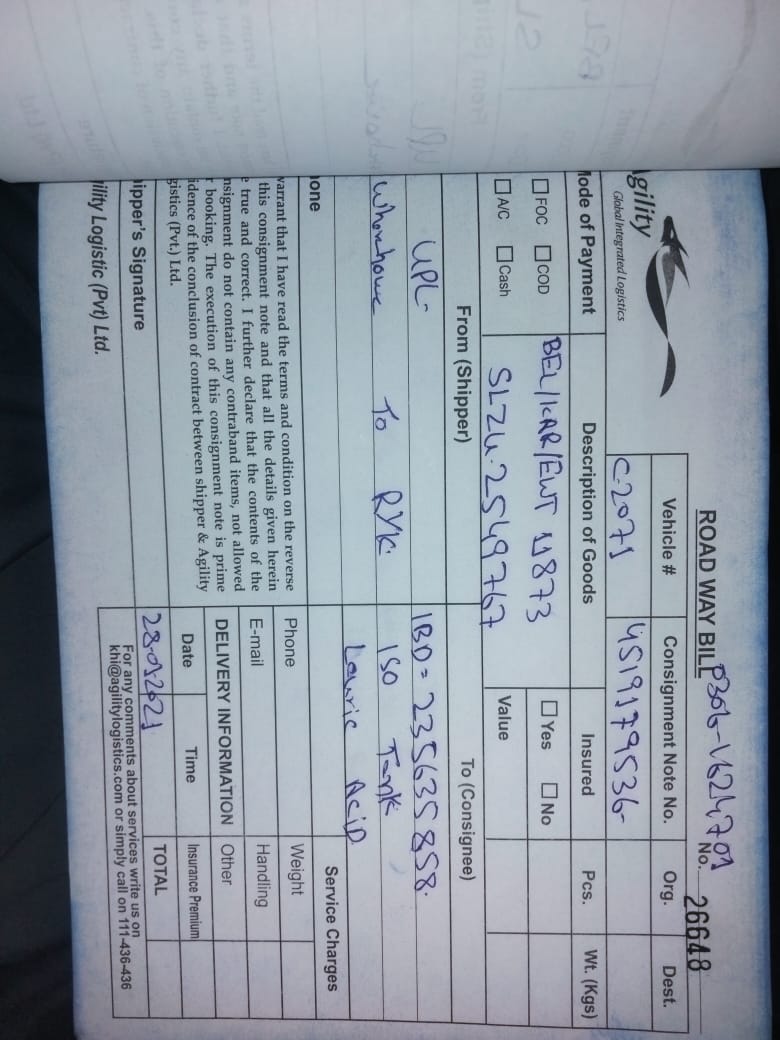 0306-1624701
ROAD WAY BILL No. 26648
gility
Global Integrated Logistics
Vehicle # Consignment Note No. Org. Dest.
C-2071 4519179536-
Mode of Payment Description of Goods Insured Pcs. Wt. (Kgs)
FOC COD BEL/KAR/EWT 11873 Yes No
A/C Cash SLZU-2549767 Value
From (Shipper) To (Consignee)
UPL- IBD = 235635858-
To RYK ISO Tank
Lauric AciD
one Service Charges
Phone Weight
E-mail Handling
DELIVERY INFORMATION Other
Date Time Insurance Premium
28-01-2021 TOTAL
warrant that I have read the terms and condition on the reverse
this consignment note and that all the details given herein
e true and correct. I further declare that the contents of the
nsignment do not contain any contraband items, not allowed
r booking. The execution of this consignment note is prime
idence of the conclusion of contract between shipper & Agility
gistics (Pvt.) Ltd.
ipper's Signature
ility Logistic (Pvt) Ltd.
For any comments about services write us on
khi@agilitylogistics.com or simply call on 111-436-436